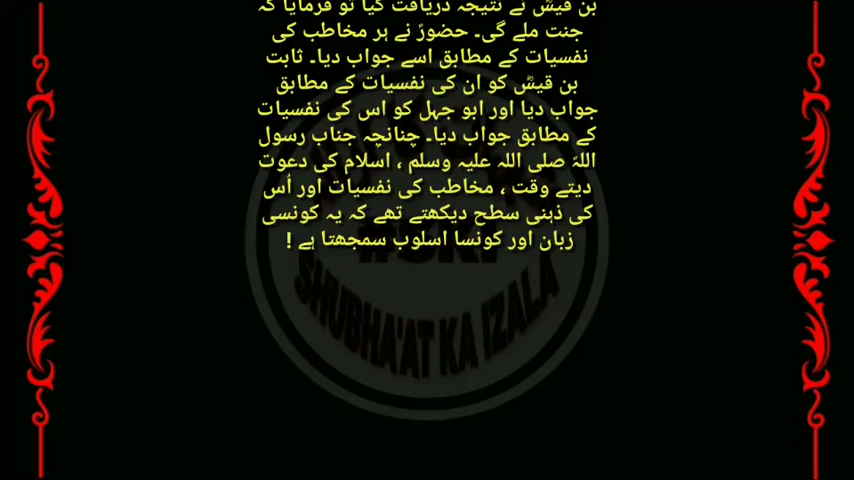 بن قیسؓ نے نتیجہ دریافت کیا تو فرمایا کہ
جنت ملے گی۔ حضورؐ نے ہر مخاطب کی
نفسیات کے مطابق اسے جواب دیا۔ ثابت
بن قیسؓ کو ان کی نفسیات کے مطابق
جواب دیا اور ابو جہل کو اس کی نفسیات
کے مطابق جواب دیا۔ چنانچہ جناب رسول
اللہؐ صلی اللہ علیہ وسلم ، اسلام کی دعوت
دیتے وقت ، مخاطب کی نفسیات اور اُس
کی ذہنی سطح دیکھتے تھے کہ یہ کونسی
زبان اور کونسا اسلوب سمجھتا ہے !
#SKI
SHUBHA'AT KA IZALA